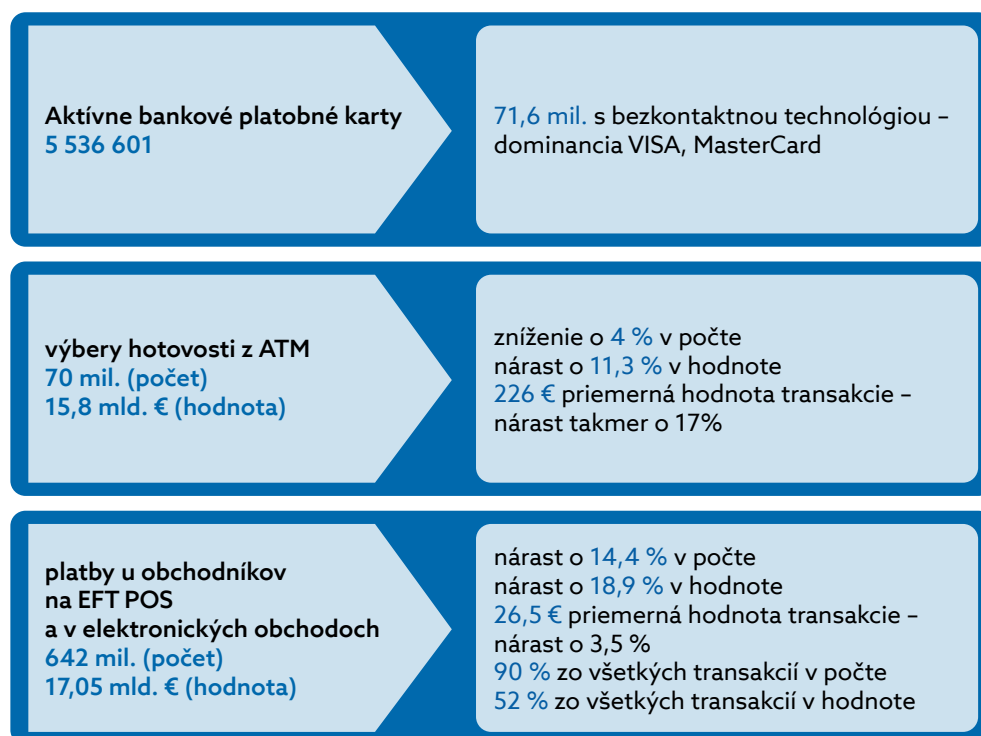 Aktívne bankové platobné karty
5 536 601
71,6 mil. s bezkontaktnou technológiou –
dominancia VISA, MasterCard
výbery hotovosti z ATM
70 mil. (počet)
15,8 mld. € (hodnota)
zníženie o 4 % v počte
nárast o 11,3 % v hodnote
226 € priemerná hodnota transakcie –
nárast takmer o 17%
platby u obchodníkov
na EFT POS
a v elektronických obchodoch
642 mil. (počet)
17,05 mld. € (hodnota)
nárast o 14,4 % v počte
nárast o 18,9 % v hodnote
26,5 € priemerná hodnota transakcie –
nárast o 3,5 %
90 % zo všetkých transakcií v počte
52 % zo všetkých transakcií v hodnote